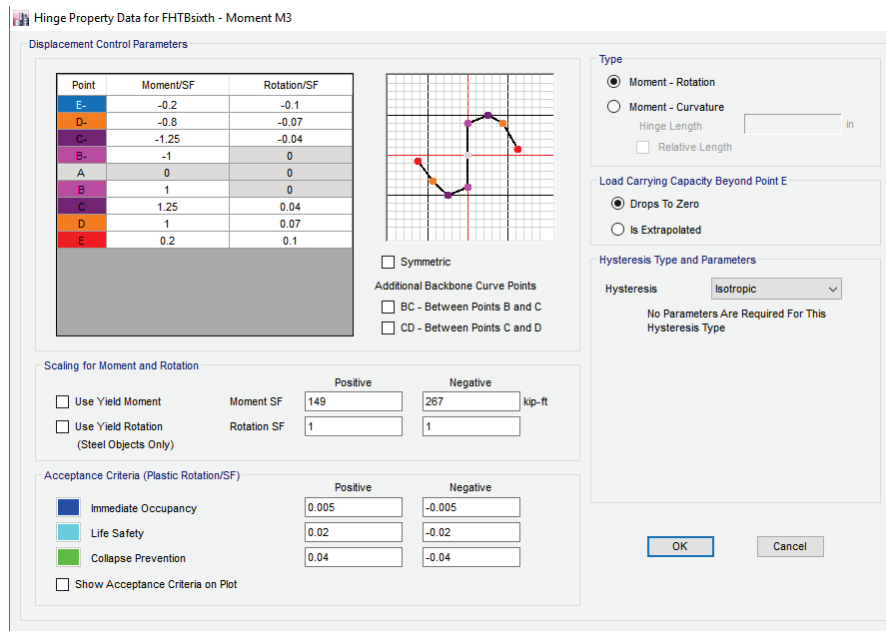 Hinge Property Data for FHTBsixth - Moment M3
Displacement Control Parameters
Point Moment/SF Rotation/SF
E- -0.2 -0.1
D- -0.8 -0.07
C- -1.25 -0.04
B- -1 0
A 0 0
B 1 0
C 1.25 0.04
D 1 0.07
E 0.2 0.1
Symmetric
Additional Backbone Curve Points
BC - Between Points B and C
CD - Between Points C and D
Scaling for Moment and Rotation
Positive Negative
Use Yield Moment Moment SF 149 267 kip-ft
Use Yield Rotation Rotation SF 1 1
(Steel Objects Only)
Acceptance Criteria (Plastic Rotation/SF)
Positive Negative
Immediate Occupancy 0.005 -0.005
Life Safety 0.02 -0.02
Collapse Prevention 0.04 -0.04
Show Acceptance Criteria on Plot
Type
Moment - Rotation
Moment - Curvature
Hinge Length in
Relative Length
Load Carrying Capacity Beyond Point E
Drops To Zero
Is Extrapolated
Hysteresis Type and Parameters
Hysteresis Isotropic
No Parameters Are Required For This
Hysteresis Type
OK Cancel